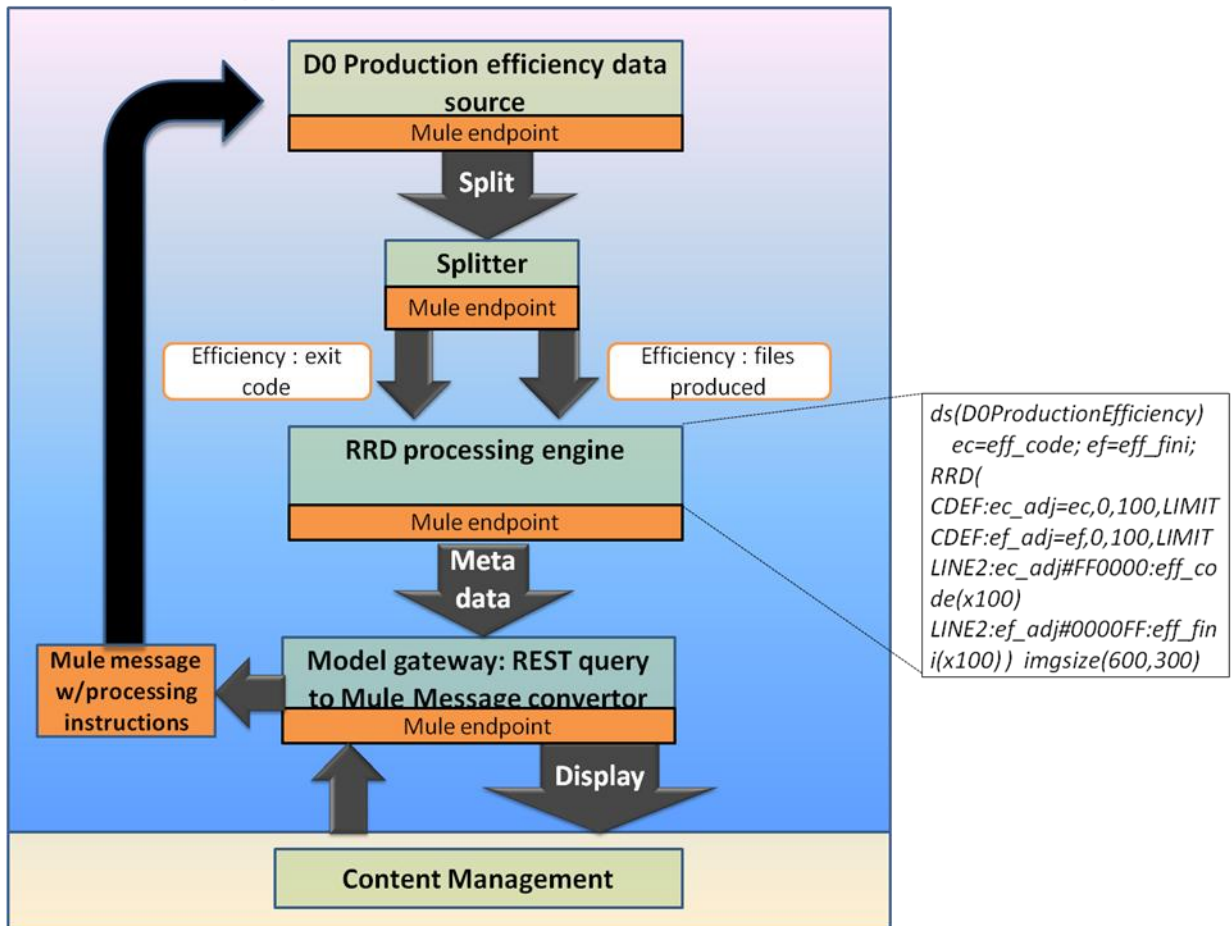 D0 Production efficiency data
source
Mule endpoint
Split
Splitter
Mule endpoint
Efficiency : exit
code
Efficiency : files
produced
RRD processing engine
Mule endpoint
ds(D0ProductionEfficiency)
ec=eff_code; ef=eff_fini;
RRD(
CDEF:ec_adj=ec,0,100,LIMIT
CDEF:ef_adj=ef,0,100,LIMIT
LINE2:ec_adj#FF0000:eff_co
de(x100)
LINE2:ef_adj#0000FF:eff_fin
i(x100) ) imgsize(600,300)
Meta
data
Model gateway: REST query
to Mule Message convertor
Mule endpoint
Mule message
w/processing
instructions
Display
Content Management